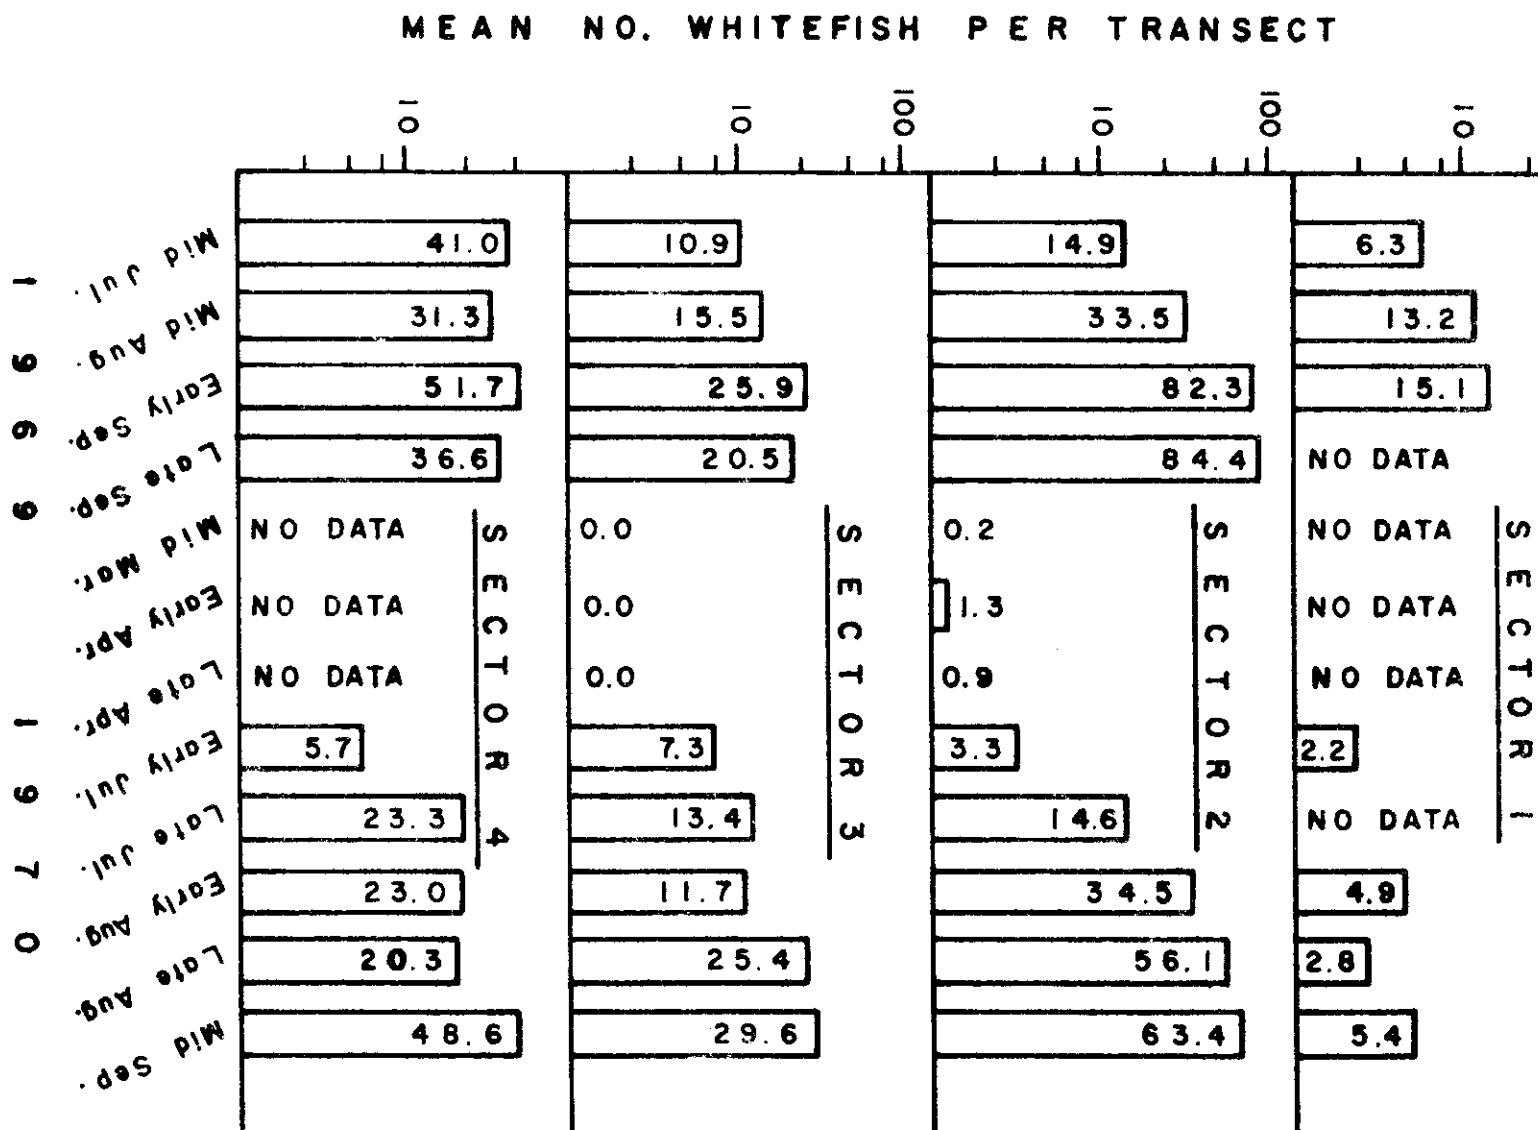 MEAN NO. WHITEFISH PER TRANSECT
10 10 100 10 100 10
Mid Jul. 41.0 10.9 14.9 6.3
Mid Aug. 31.3 15.5 33.5 13.2
Early Sep. 51.7 25.9 82.3 15.1
Late Sep. 36.6 20.5 84.4 NO DATA
Mid Mar. NO DATA 0.0 0.2 NO DATA
Early Apr. NO DATA 0.0 1.3 NO DATA
Late Apr. NO DATA 0.0 0.9 NO DATA
Early Jul. 5.7 7.3 3.3 2.2
Late Jul. 23.3 13.4 14.6 NO DATA
Early Aug. 23.0 11.7 34.5 4.9
Late Aug. 20.3 25.4 56.1 2.8
Mid Sep. 48.6 29.6 63.4 5.4
1969
1970
SECTOR 4
SECTOR 3
SECTOR 2
SECTOR 1